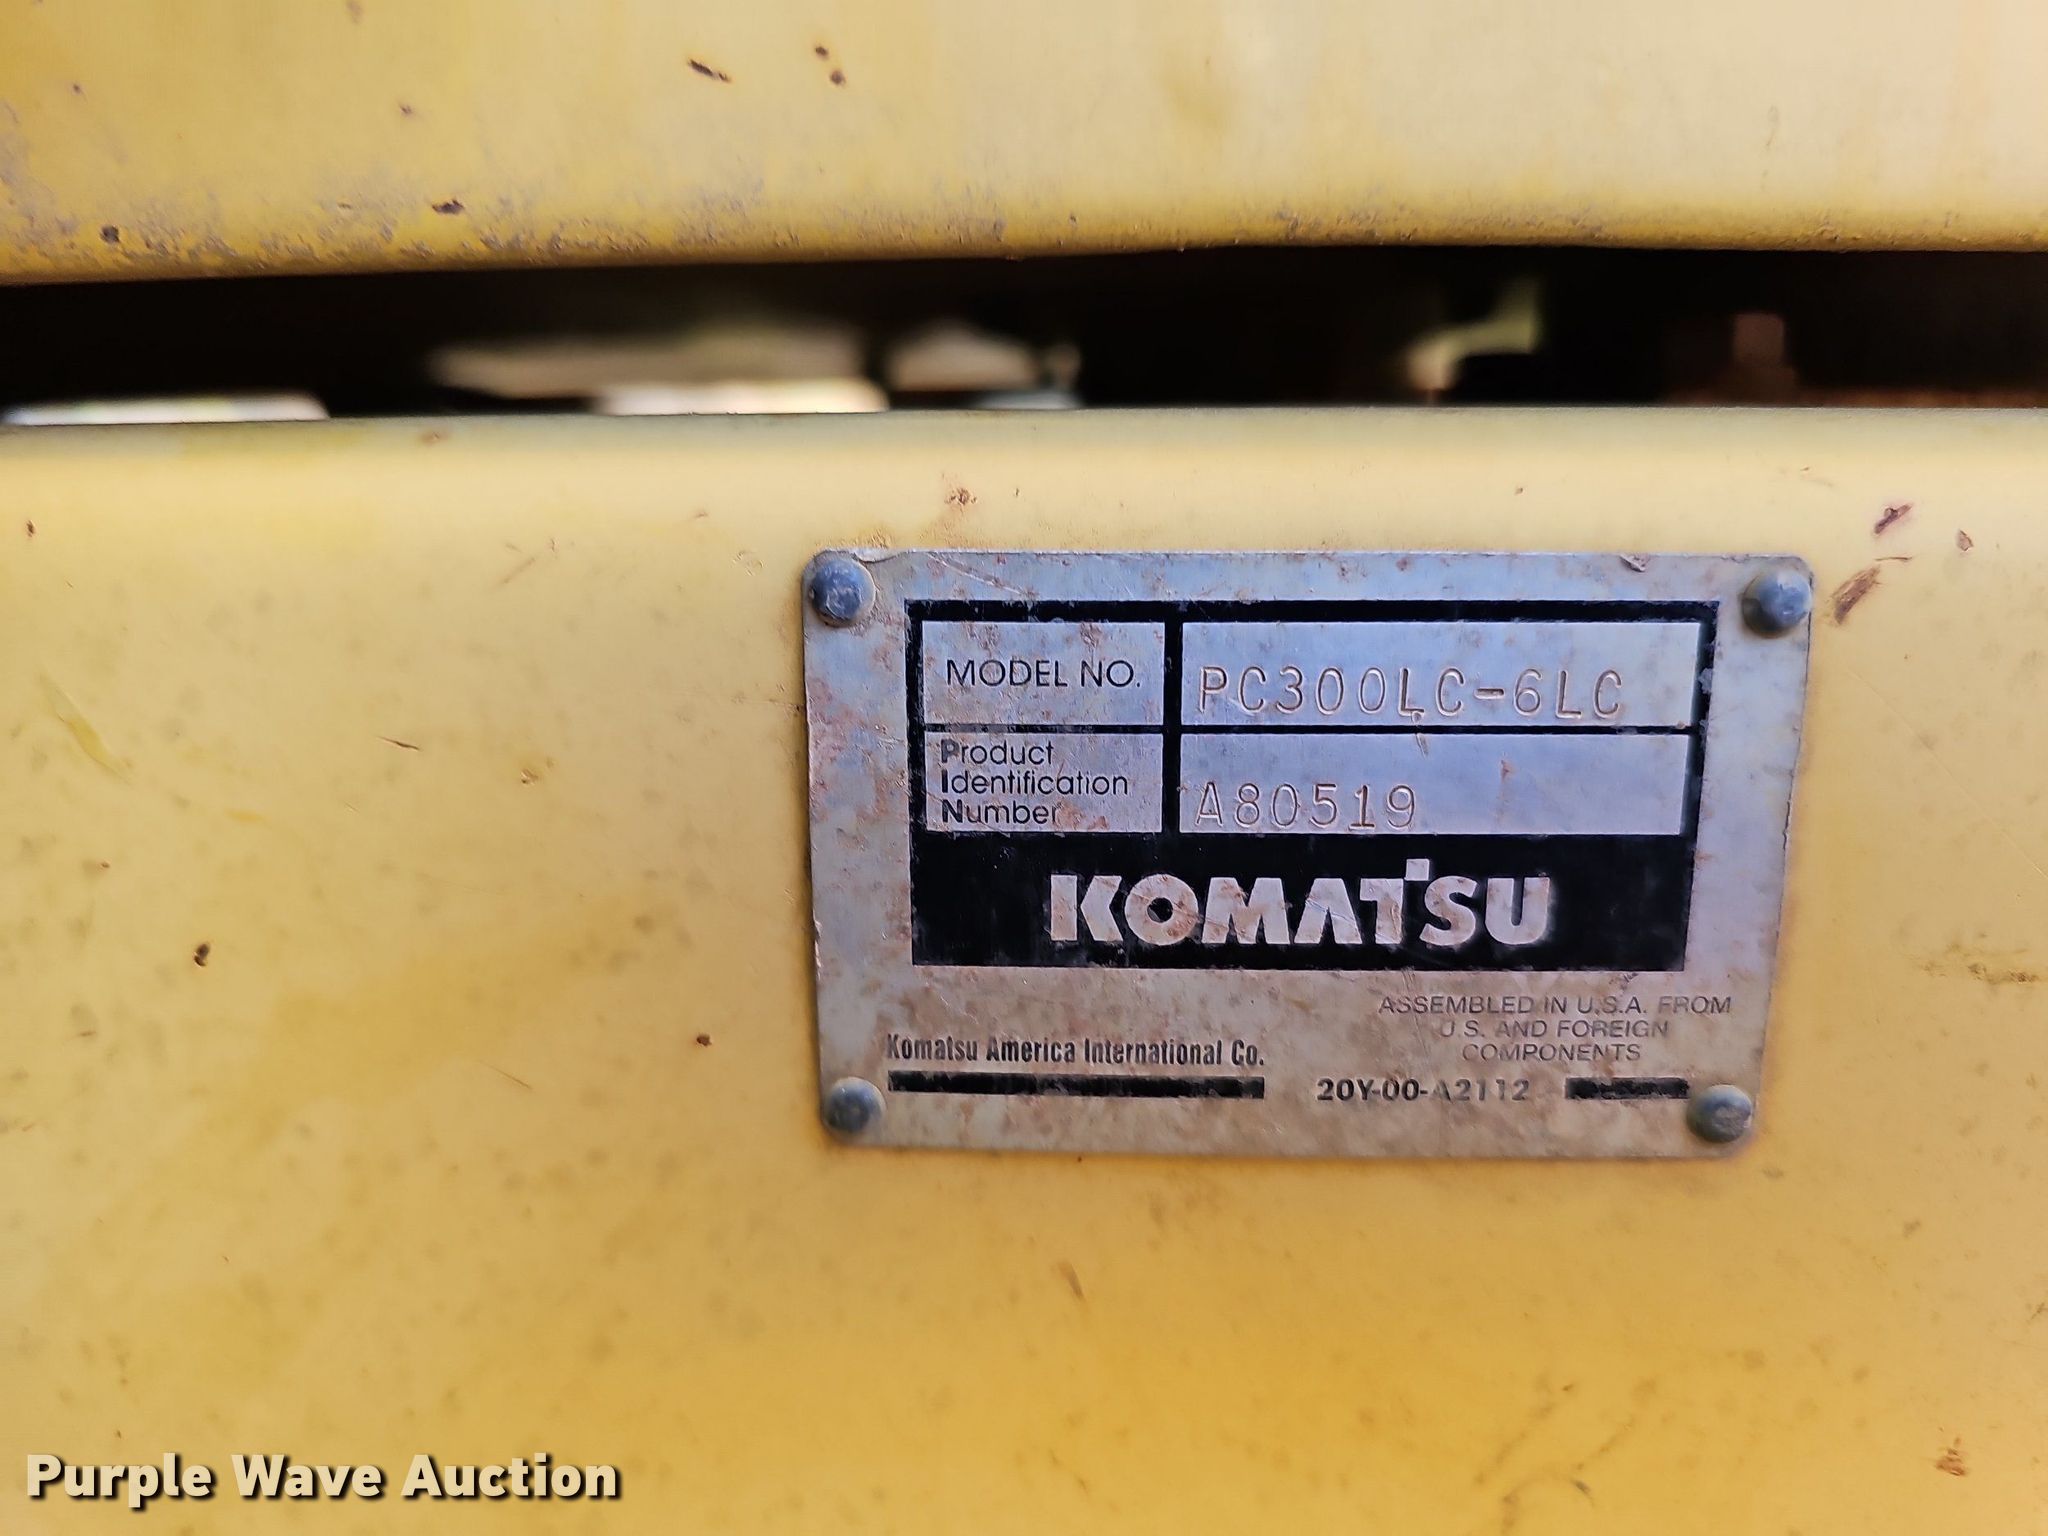 MODEL NO. PC300LC-6LC
Product
Identification
Number
A80519
KOMATSU
ASSEMBLED IN U.S.A. FROM
U.S. AND FOREIGN
COMPONENTS
Komatsu America International Co.
20Y-00-A2112
Purple Wave Auction